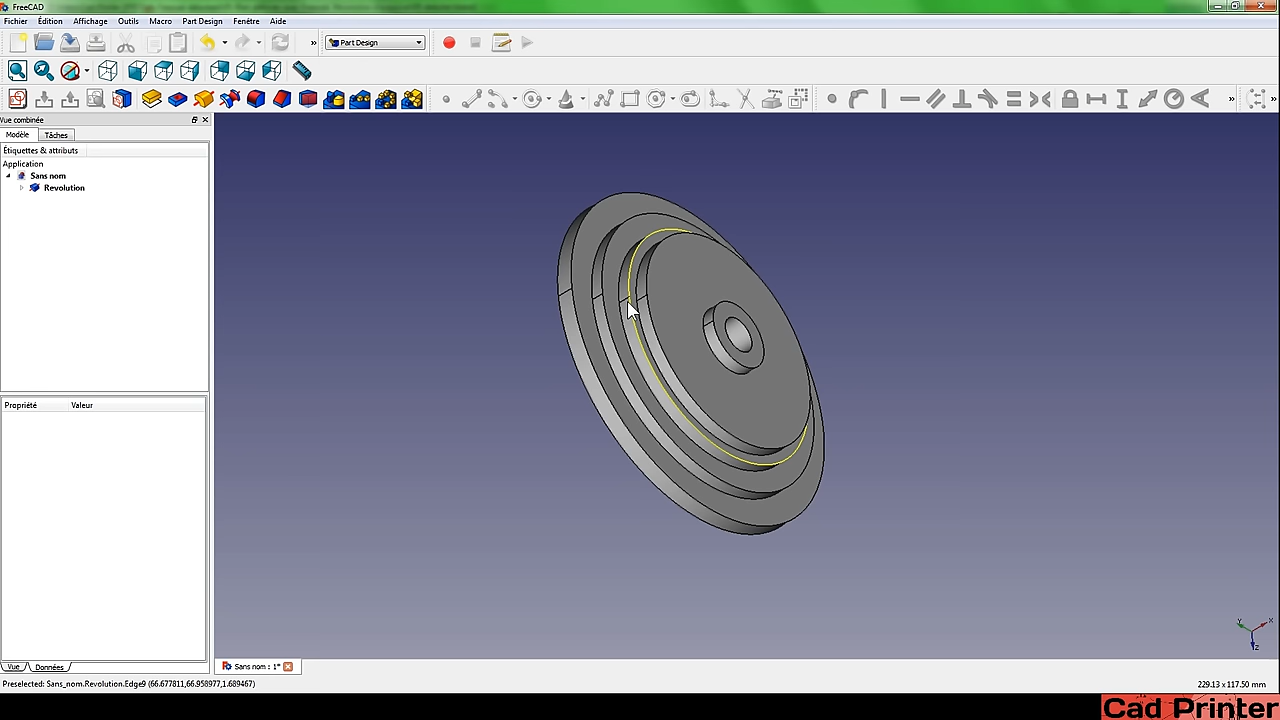 FreeCAD
Fichier Édition Affichage Outils Macro Part Design Fenêtre Aide
» Part Design
» »
Vue combinée
Modèle Tâches
Étiquettes & attributs
Application
Sans nom
Revolution
Propriété Valeur
Y X
Z
Vue Données
Sans nom : 1*
Preselected: Sans_nom.Revolution.Edge9 (66.677811,66.958977,1.689467)
229.13 x 117.50 mm
Cad Printer